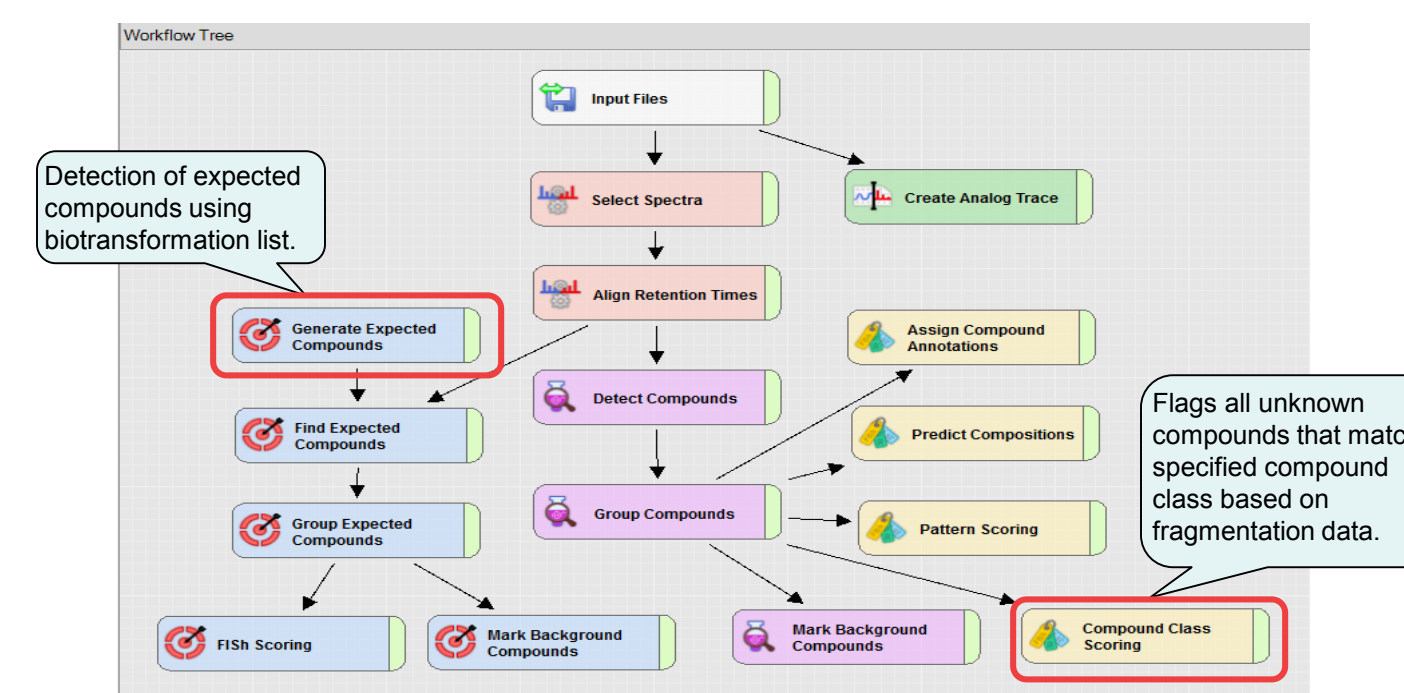 Workflow Tree
Input Files
Detection of expected
compounds using
biotransformation list.
Select Spectra
Create Analog Trace
Align Retention Times
Generate Expected
Compounds
Assign Compound
Annotations
Detect Compounds
Flags all unknown
compounds that matc
specified compound
class based on
fragmentation data.
Find Expected
Compounds
Predict Compositions
Group Expected
Compounds
Group Compounds
Pattern Scoring
FISh Scoring
Mark Background
Compounds
Mark Background
Compounds
Compound Class
Scoring